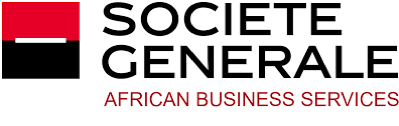 SOCIETE
GENERALE
AFRICAN BUSINESS SERVICES